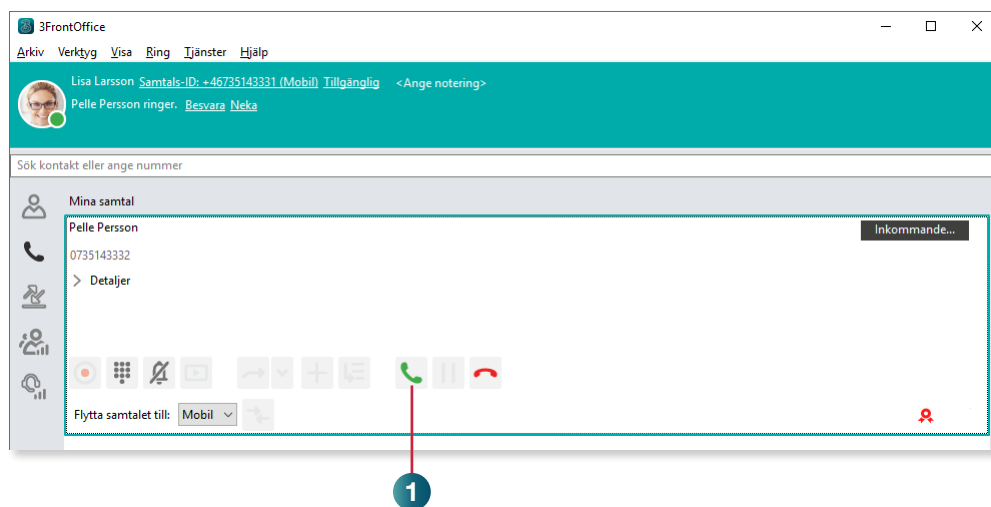 3FrontOffice
Arkiv Verktyg Visa Ring Tjänster Hjälp
Lisa Larsson Samtals-ID: +46735143331 (Mobil) Tillgänglig <Ange notering>
Pelle Persson ringer. Besvara Neka
Sök kontakt eller ange nummer
Mina samtal
Pelle Persson
Inkommande...
0735143332
Detaljer
Flytta samtalet till: Mobil
1